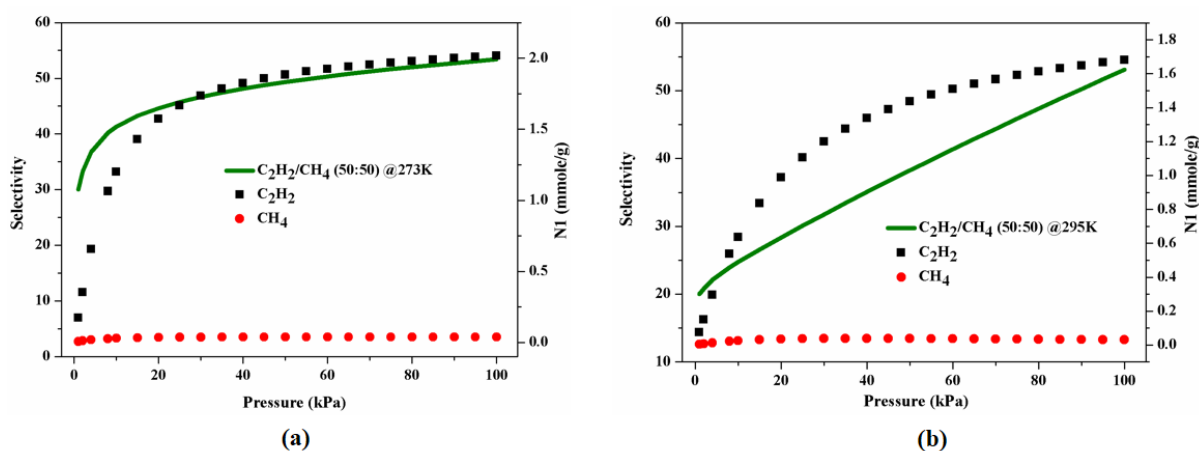 60
50
40
30
20
10
0
Selectivity
0
20
40
60
80
100
Pressure (kPa)
2.0
1.5
1.0
0.5
0.0
N1 (mmolc/g)
C₂H₂/CH₄ (50:50) @273K
C₂H₂
CH₄
(a)
60
50
40
30
20
10
Selectivity
0
20
40
60
80
100
Pressure (kPa)
1.8
1.6
1.4
1.2
1.0
0.8
0.6
0.4
0.2
0.0
N1 (mmolc/g)
C₂H₂/CH₄ (50:50) @295K
C₂H₂
CH₄
(b)